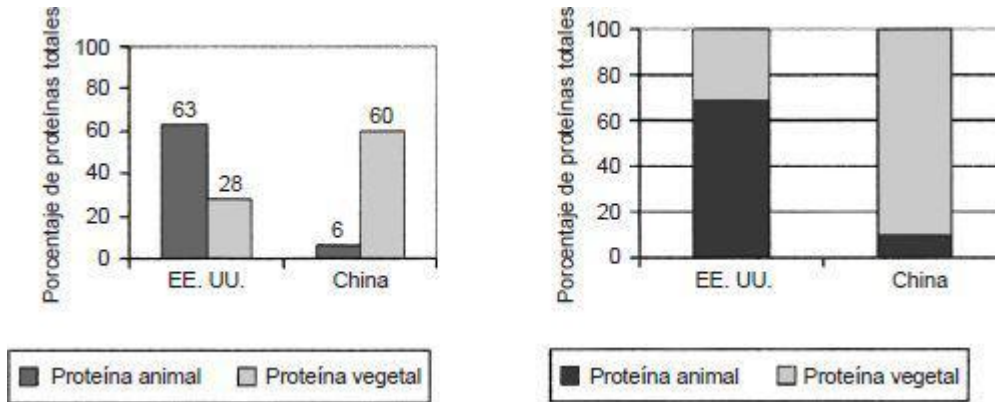 Porcentaje de proteínas totales
100
80
60
40
20
0
63
28
6
60
EE. UU.
China
Proteína animal
Proteína vegetal
Porcentaje de proteínas totales
100
80
60
40
20
0
EE. UU.
China
Proteína animal
Proteína vegetal